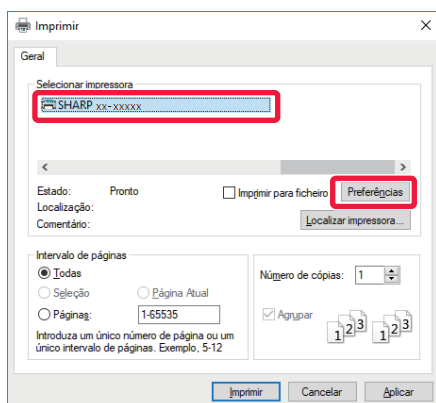 Imprimir
Geral
Selecionar impressora
SHARP xx-xxxxx
Estado: Pronto
Imprimir para ficheiro
Preferências
Localização:
Comentário:
Localizar impressora...
Intervalo de páginas
Todas
Seleção
Página Atual
Páginas:
1-65535
Introduza um único número de página ou um
único intervalo de páginas. Exemplo, 5-12
Número de cópias: 1
Agrupar
1 2 3 1 2 3
Imprimir Cancelar Aplicar